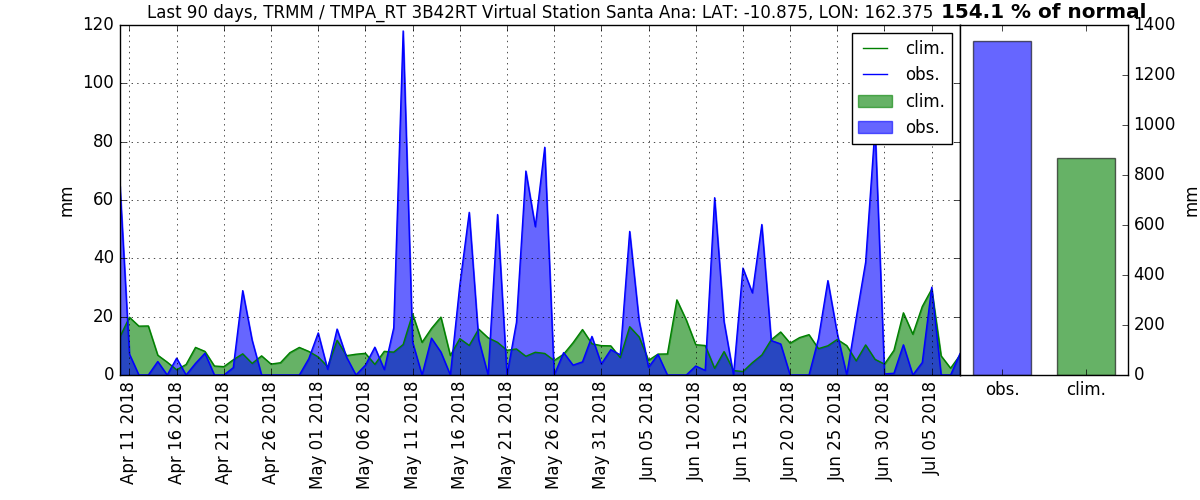 Last 90 days, TRMM / TMPA_RT 3B42RT Virtual Station Santa Ana: LAT: -10.875, LON: 162.375 154.1 % of normal
120
100
80
60
40
20
0
mm
clim.
obs.
clim.
obs.
1400
1200
1000
800
600
400
200
0
mm
Apr 11 2018
Apr 16 2018
Apr 21 2018
Apr 26 2018
May 01 2018
May 06 2018
May 11 2018
May 16 2018
May 21 2018
May 26 2018
May 31 2018
Jun 05 2018
Jun 10 2018
Jun 15 2018
Jun 20 2018
Jun 25 2018
Jun 30 2018
Jul 05 2018
obs.
clim.